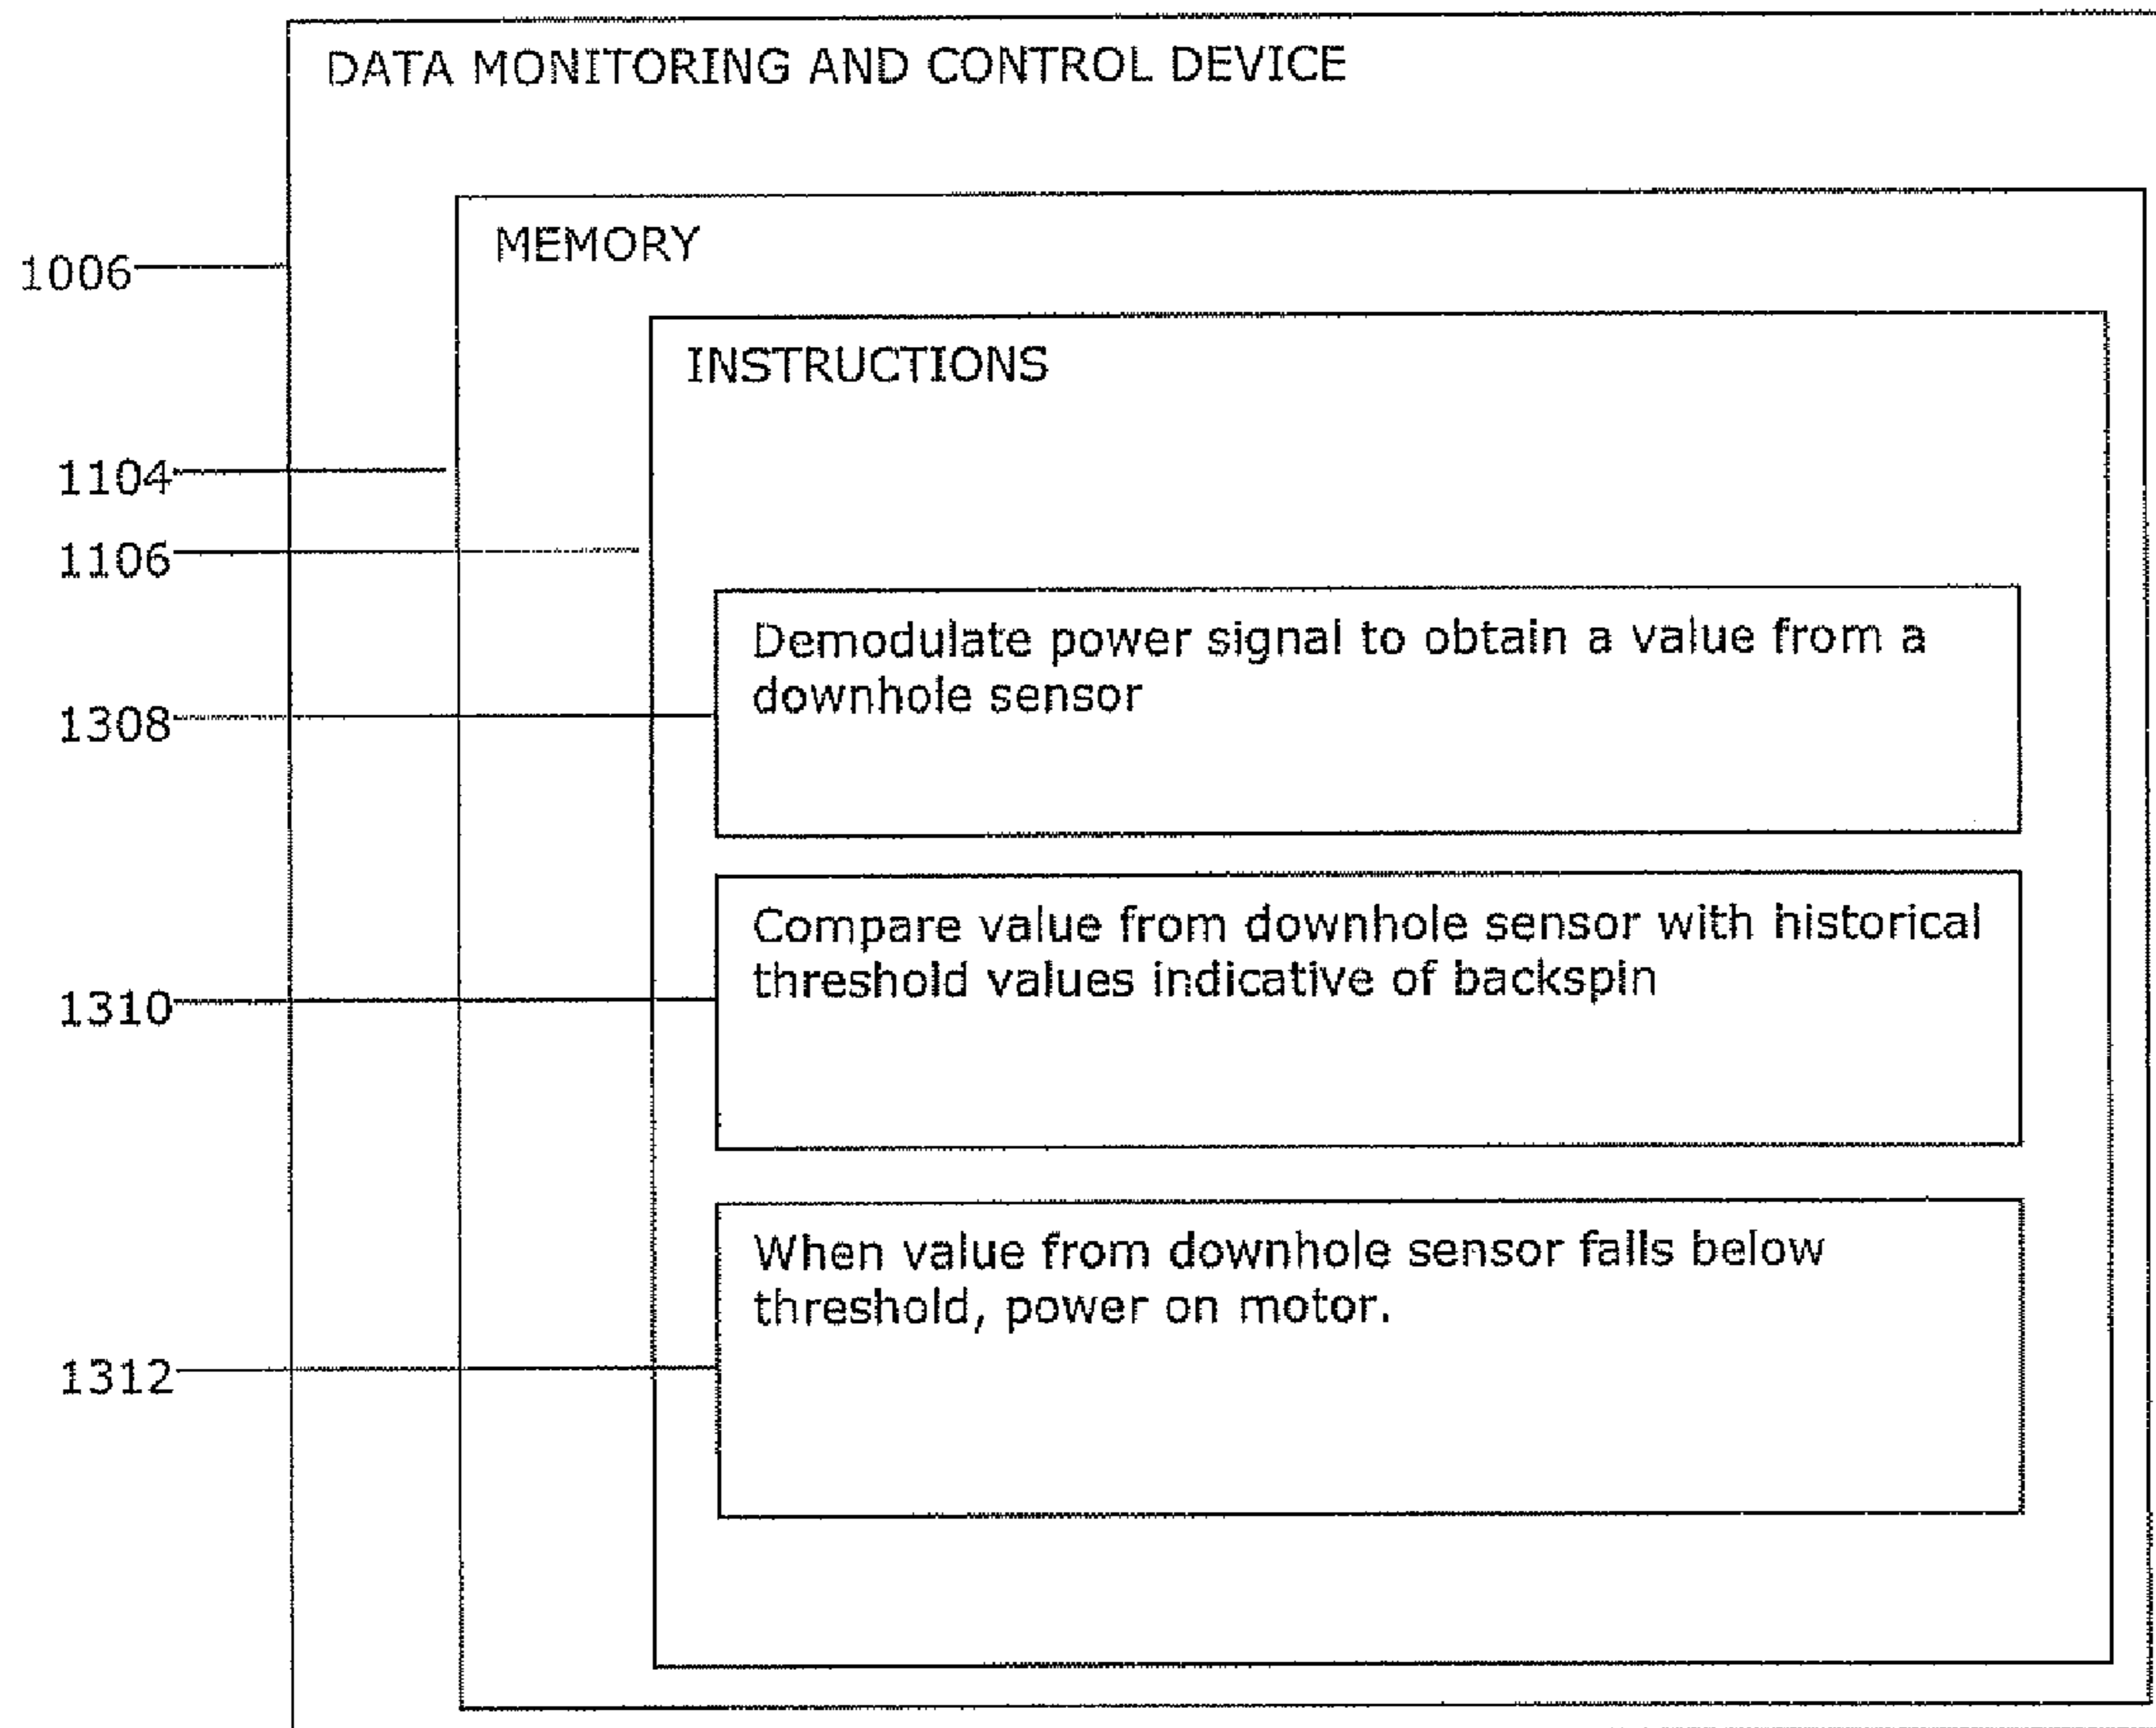 DATA MONITORING AND CONTROL DEVICE
MEMORY
1006
INSTRUCTIONS
1104
1106
Demodulate power signal to obtain a value from a
downhole sensor
1308
Compare value from downhole sensor with historical
threshold values indicative of backspin
1310
When value from downhole sensor falls below
threshold, power on motor.
1312